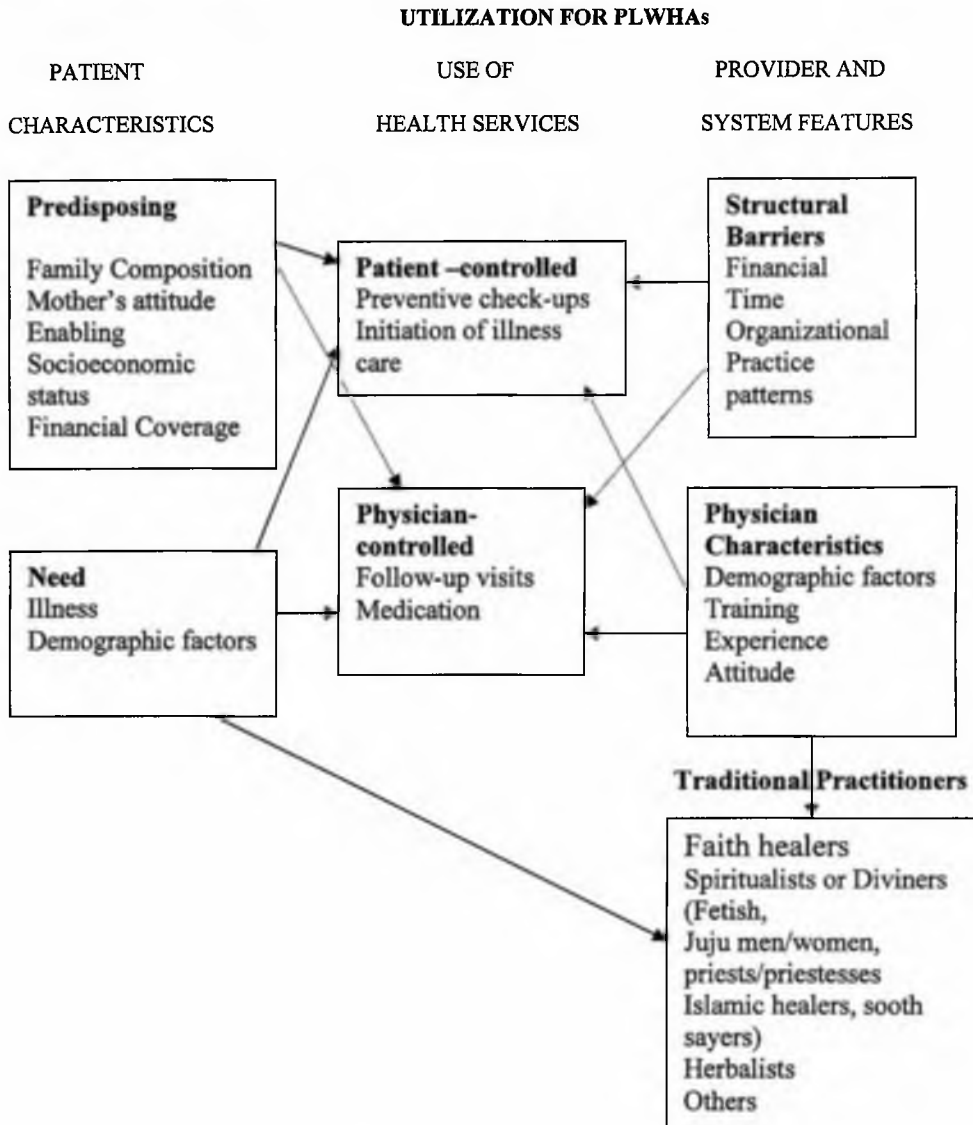 UTILIZATION FOR PLWHAs
PATIENT
CHARACTERISTICS
USE OF
HEALTH SERVICES
PROVIDER AND
SYSTEM FEATURES
Predisposing
Family Composition
Mother's attitude
Enabling
Socioeconomic
status
Financial Coverage
Need
Illness
Demographic factors
Patient –controlled
Preventive check-ups
Initiation of illness
care
Physician-
controlled
Follow-up visits
Medication
Structural
Barriers
Financial
Time
Organizational
Practice
patterns
Physician
Characteristics
Demographic factors
Training
Experience
Attitude
Traditional Practitioners
Faith healers
Spiritualists or Diviners
(Fetish,
Juju men/women,
priests/priestesses
Islamic healers, sooth
sayers)
Herbalists
Others